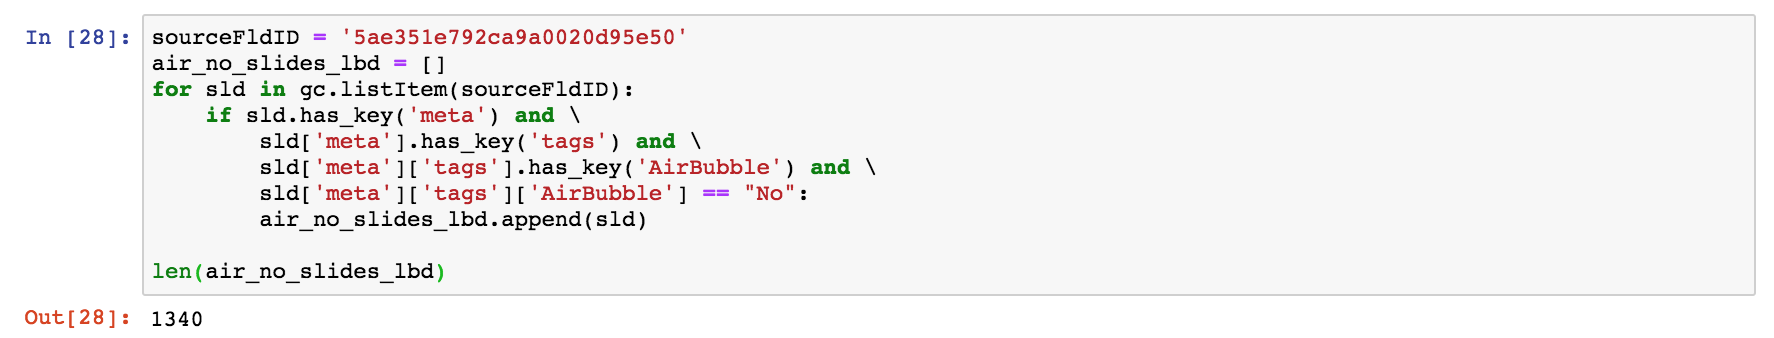 In [28]: sourceFldID = '5ae351e792ca9a0020d95e50'
air_no_slides_lbd = []
for sld in gc.listItem(sourceFldID):
    if sld.has_key('meta') and \
        sld['meta'].has_key('tags') and \
        sld['meta']['tags'].has_key('AirBubble') and \
        sld['meta']['tags']['AirBubble'] == "No":
        air_no_slides_lbd.append(sld)
len(air_no_slides_lbd)
Out[28]: 1340